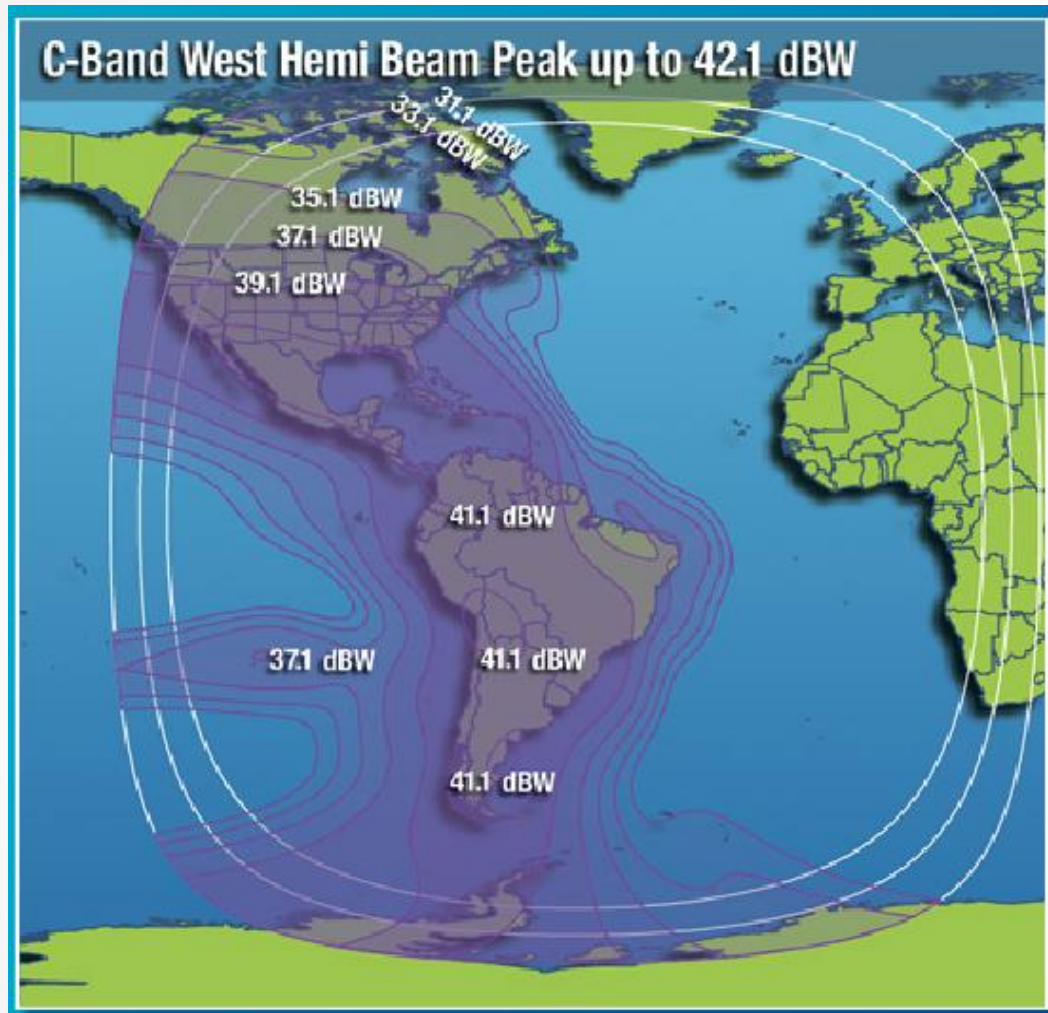 C-Band West Hemi Beam Peak up to 42.1 dBW
31.1 dBW
33.1 dBW
35.1 dBW
37.1 dBW
39.1 dBW
41.1 dBW
37.1 dBW
41.1 dBW
41.1 dBW